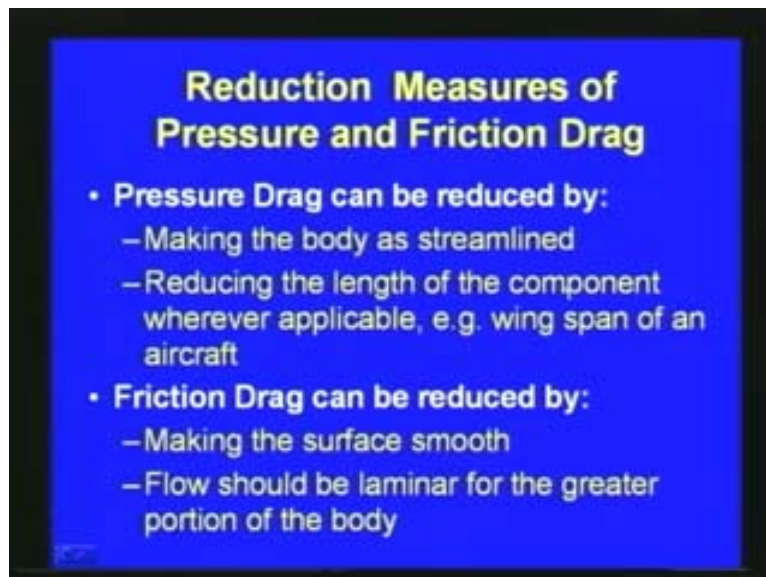 Reduction Measures of
Pressure and Friction Drag
• Pressure Drag can be reduced by:
–Making the body as streamlined
–Reducing the length of the component
wherever applicable, e.g. wing span of an
aircraft
• Friction Drag can be reduced by:
–Making the surface smooth
–Flow should be laminar for the greater
portion of the body